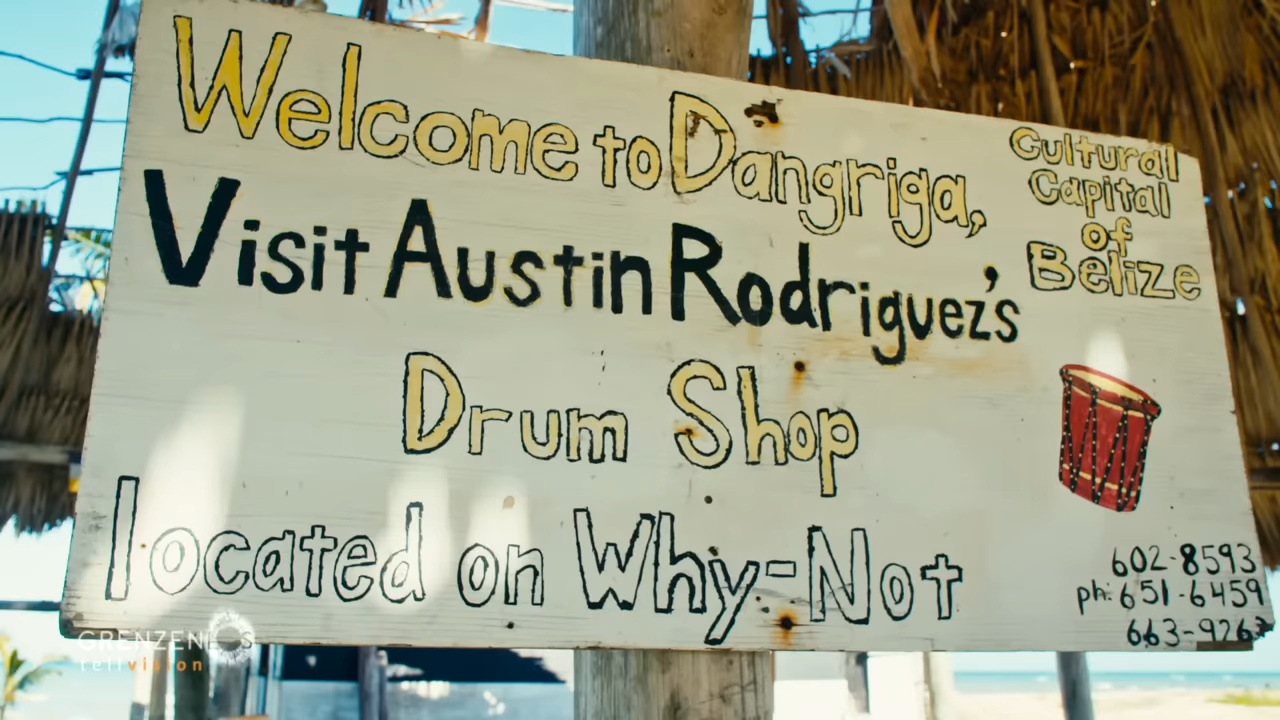 Welcome to Dangriga,
Cultural
Capital
of
Belize
Visit Austin Rodriguez's
Drum Shop
located on Why-Not
602-8593
ph: 651-6459
GRENZENLOS
tellvision